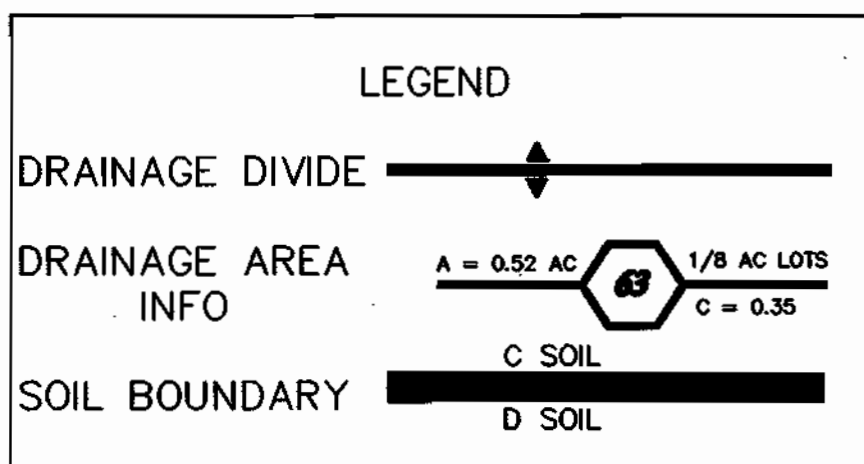 LEGEND
DRAINAGE DIVIDE
DRAINAGE AREA
INFO
A = 0.52 AC
63
1/8 AC LOTS
C = 0.35
SOIL BOUNDARY
C SOIL
D SOIL